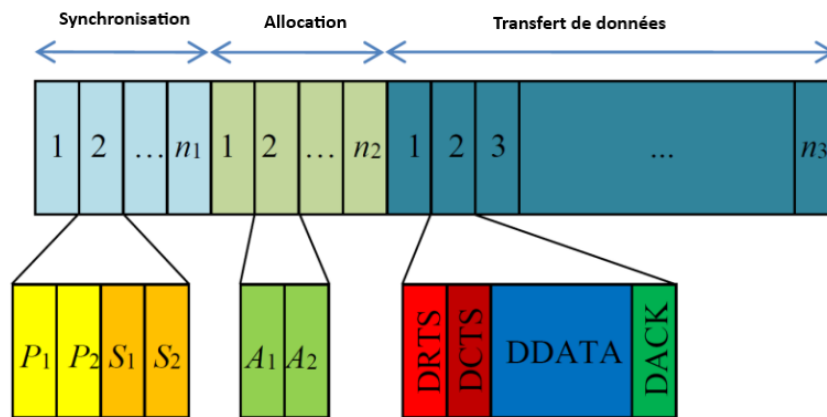 Synchronisation Allocation Transfert de données
1 2 ... n1 1 2 ... n2 1 2 3 ... n3
P1 P2 S1 S2 A1 A2 DRTS DCTS DDATA DACK